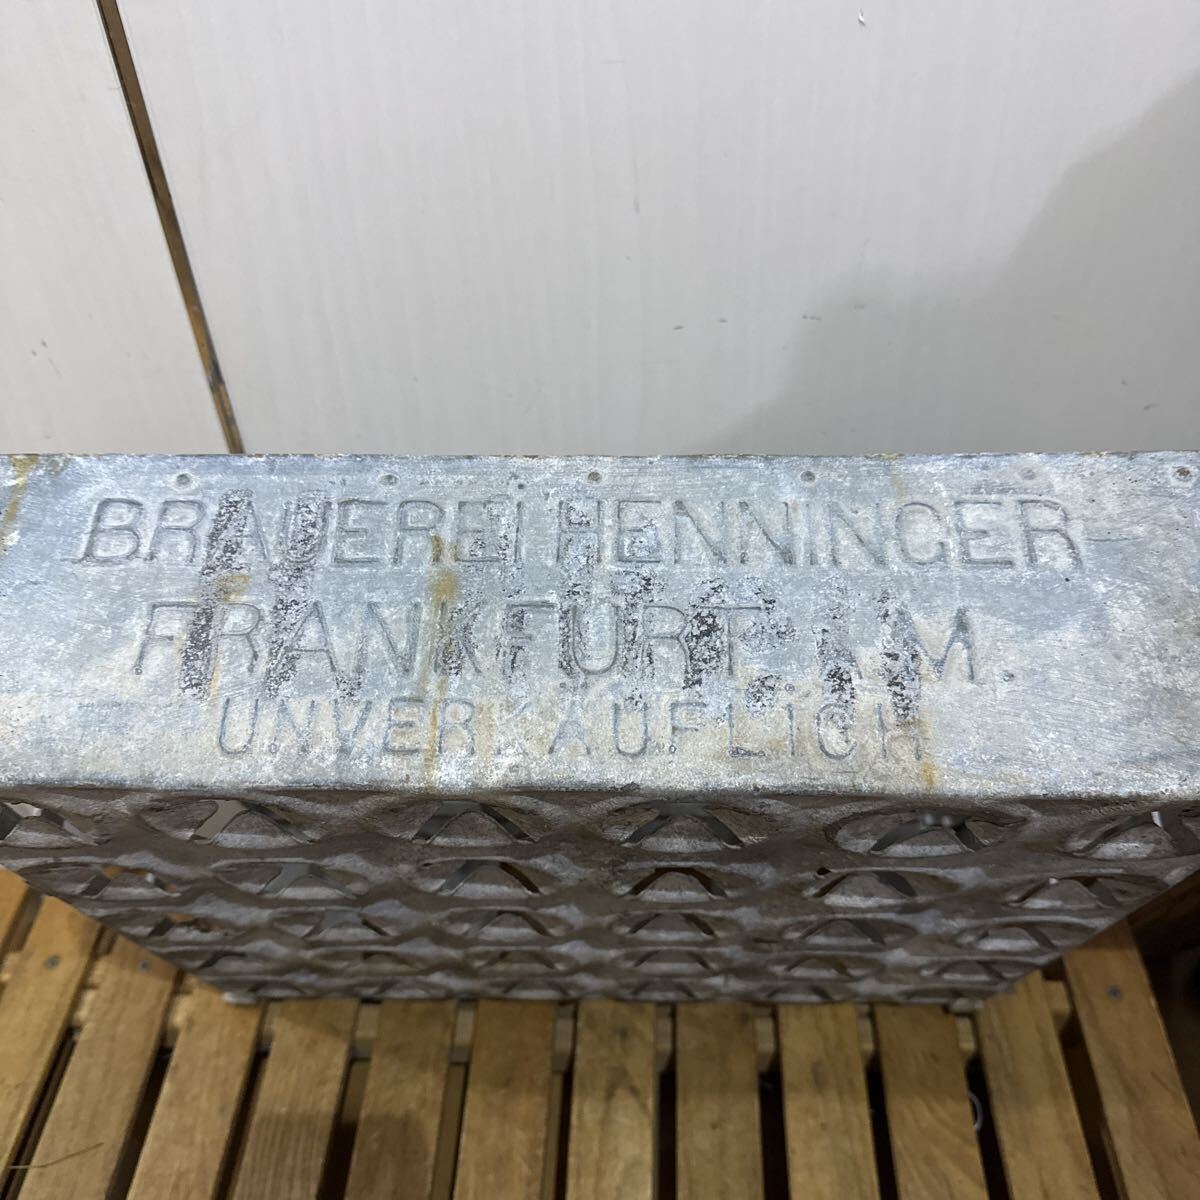 BRAUEREI HENNINGER
FRANKFURT. A.M.
UNVERKÄUFLICH